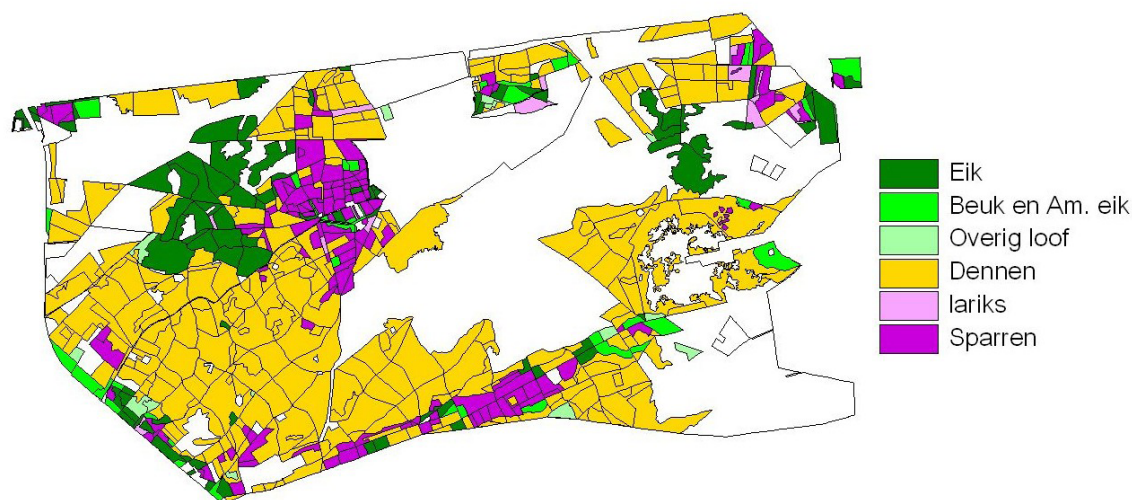 Eik
Beuk en Am. eik
Overig loof
Dennen
lariks
Sparren